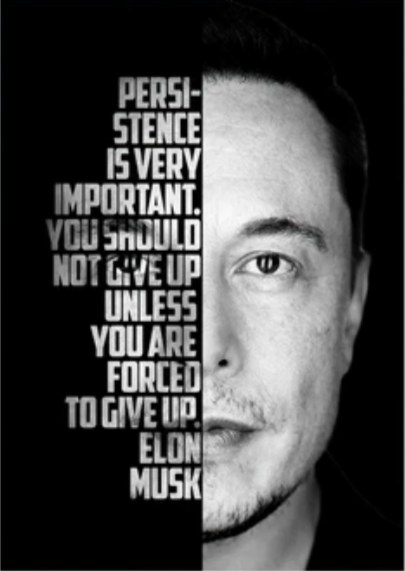 PERSI-
STENCE
IS VERY
IMPORTANT.
YOU SHOULD
NOT GIVE UP
UNLESS
YOU ARE
FORCED
TO GIVE UP.
ELON
MUSK